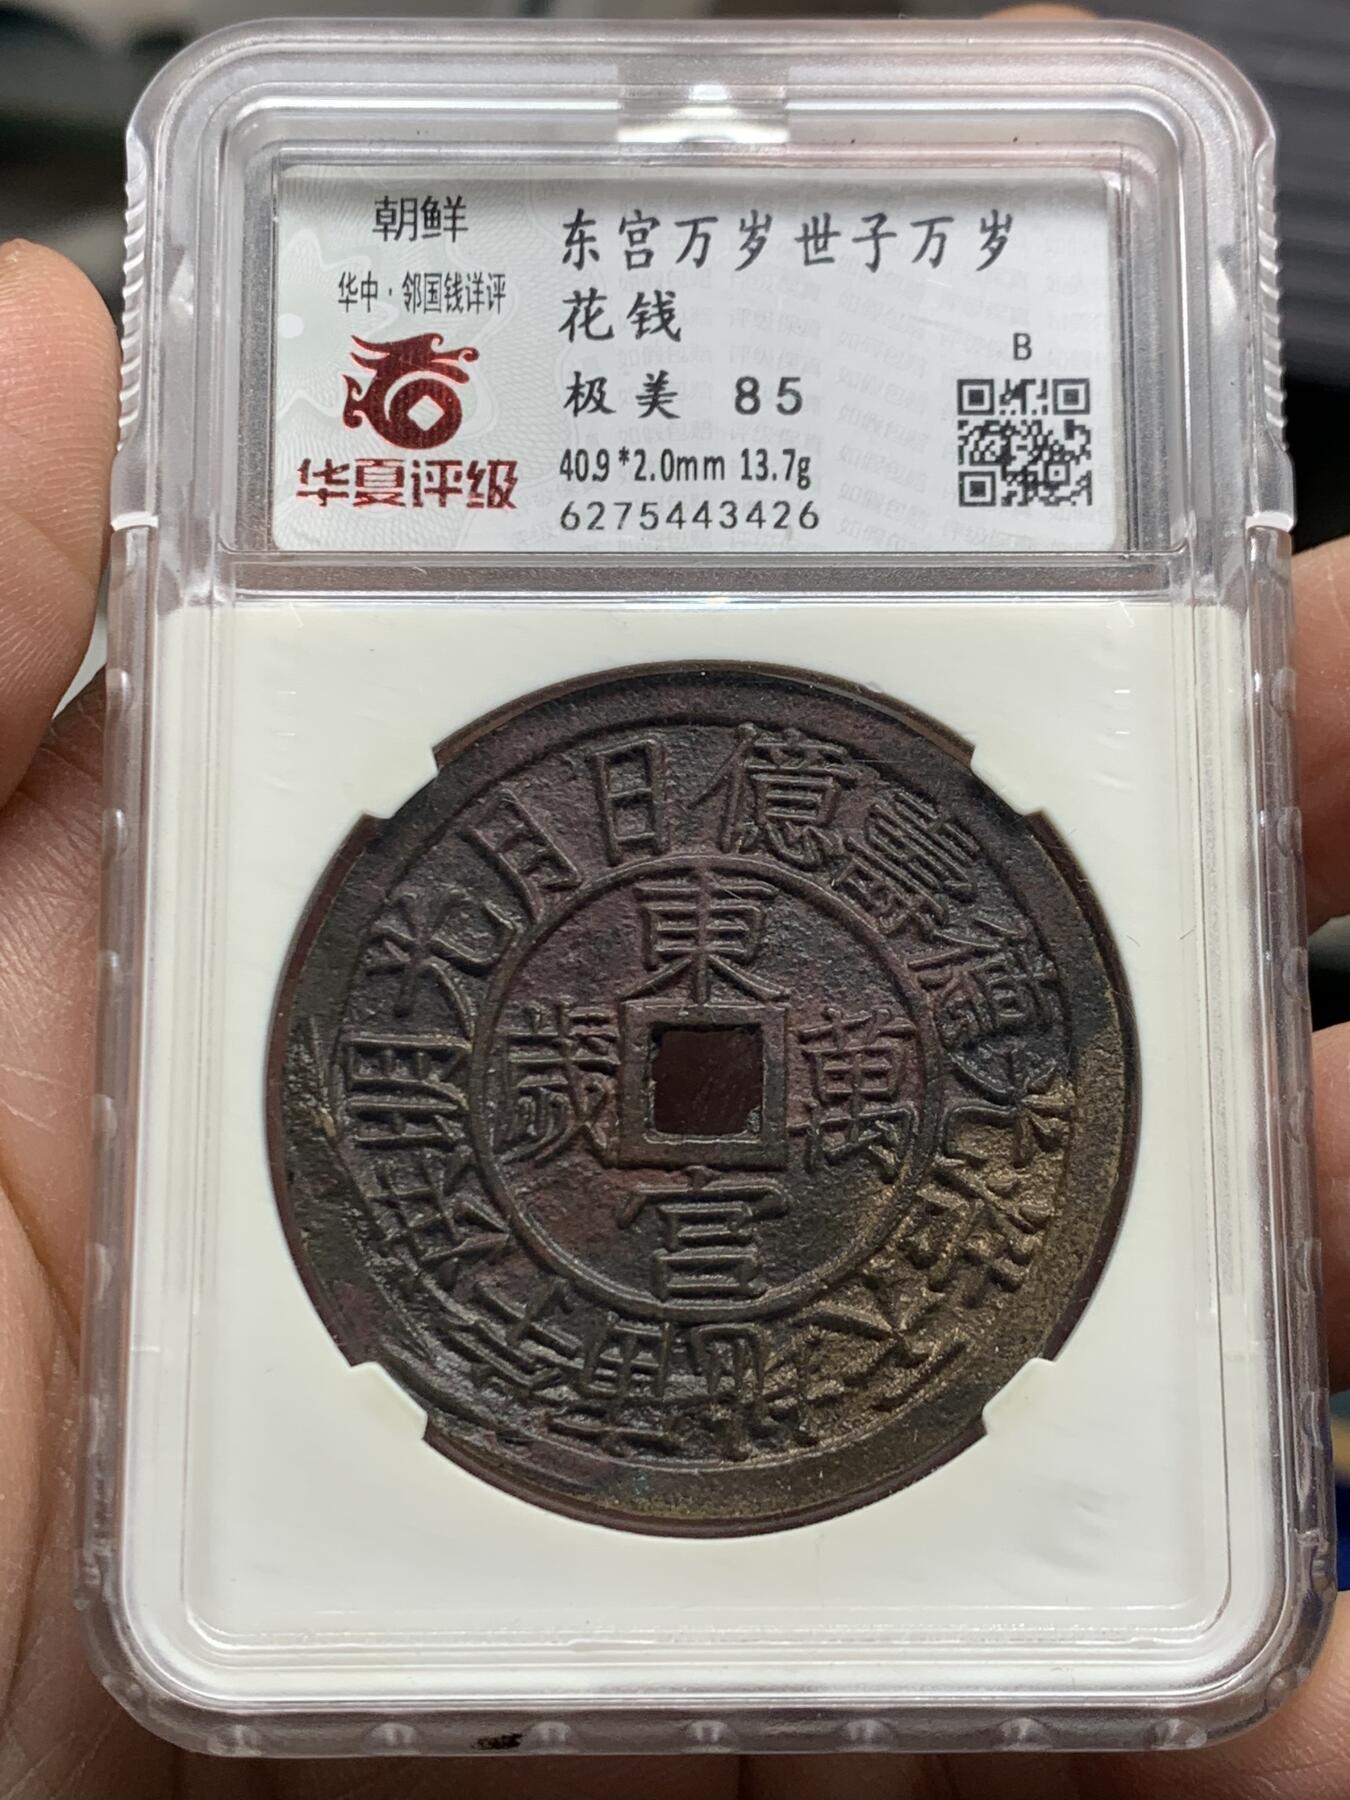 朝鲜
华中·邻国钱详评
华夏评级
东宫万岁世子万岁
花钱
极美 85
40.9*2.0mm 13.7g
6275443426
B
東
萬
宮
歲
億
日月光明
壽